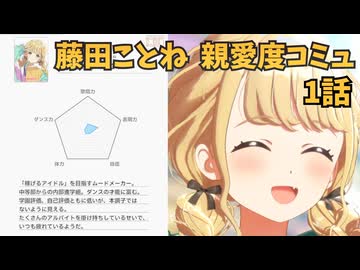 藤田ことね 親愛度コミュ
1話
歌唱力
ダンス力
表現力
体力
自信
「稼げるアイドル」を目指すムードメーカー。
中等部からの内部進学組。ダンスの才能に富む。
学園評価、自己評価ともに低いが、本調子では
ないように見える。
たくさんのアルバイトを掛け持ちしているせいで、
いつも疲れているようだ。